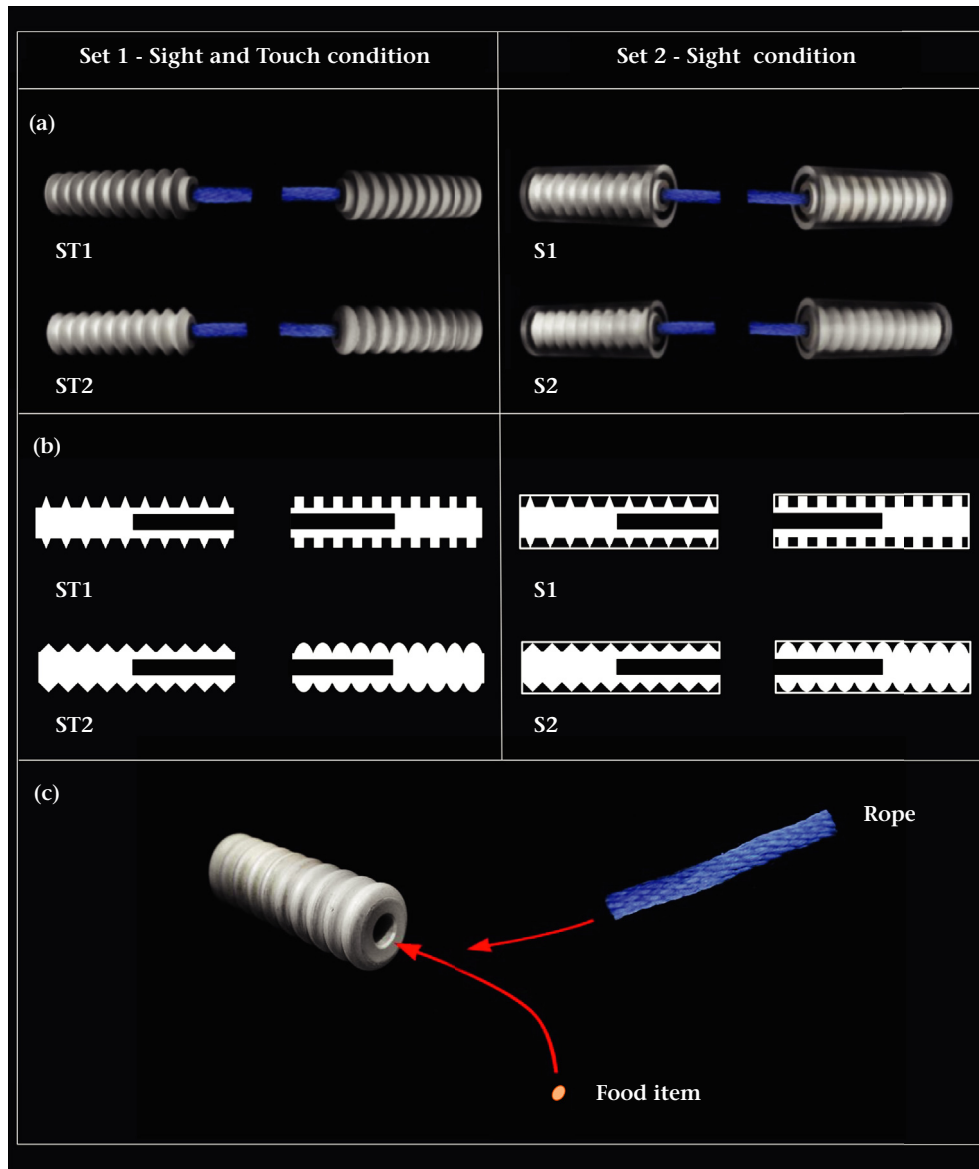 Set 1 - Sight and Touch condition
Set 2 - Sight condition
(a)
ST1
S1
ST2
S2
(b)
ST1
S1
ST2
S2
(c)
Rope
Food item